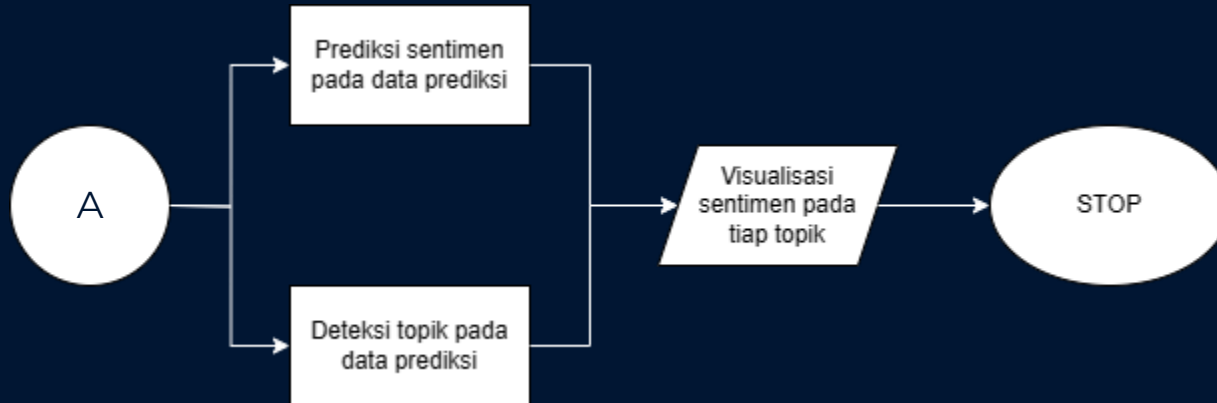 A
Prediksi sentimen
pada data prediksi
Deteksi topik pada
data prediksi
Visualisasi
sentimen pada
tiap topik
STOP